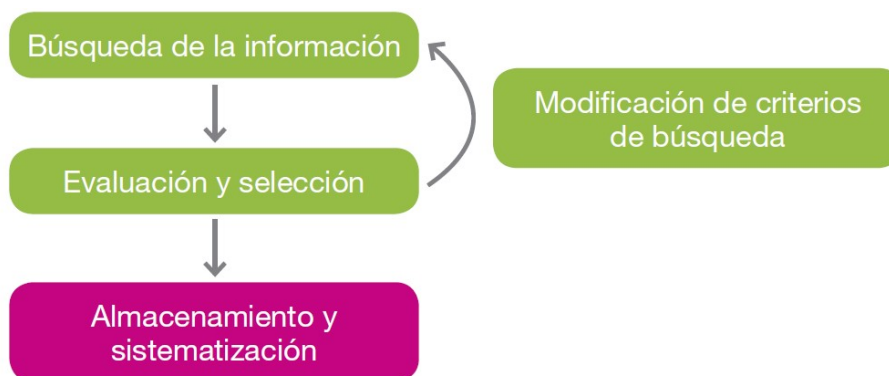 Búsqueda de la información
Modificación de criterios
de búsqueda
Evaluación y selección
Almacenamiento y
sistematización